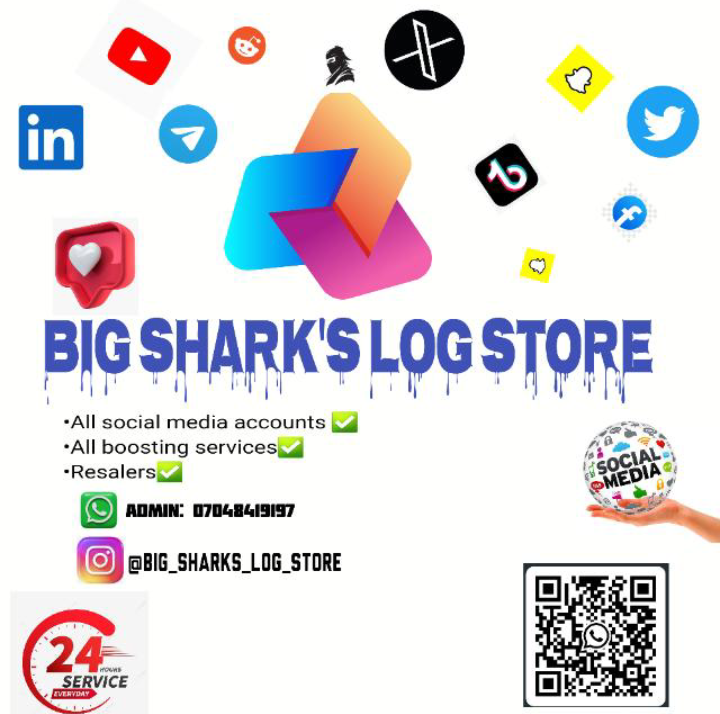 in
BIG SHARK'S LOG STORE
•All social media accounts ✅
•All boosting services✅
•Resalers✅
ADMIN: 07048419197
@BIG_SHARKS_LOG_STORE
SOCIAL
MEDIA
24
HOURS
SERVICE
EVERYDAY